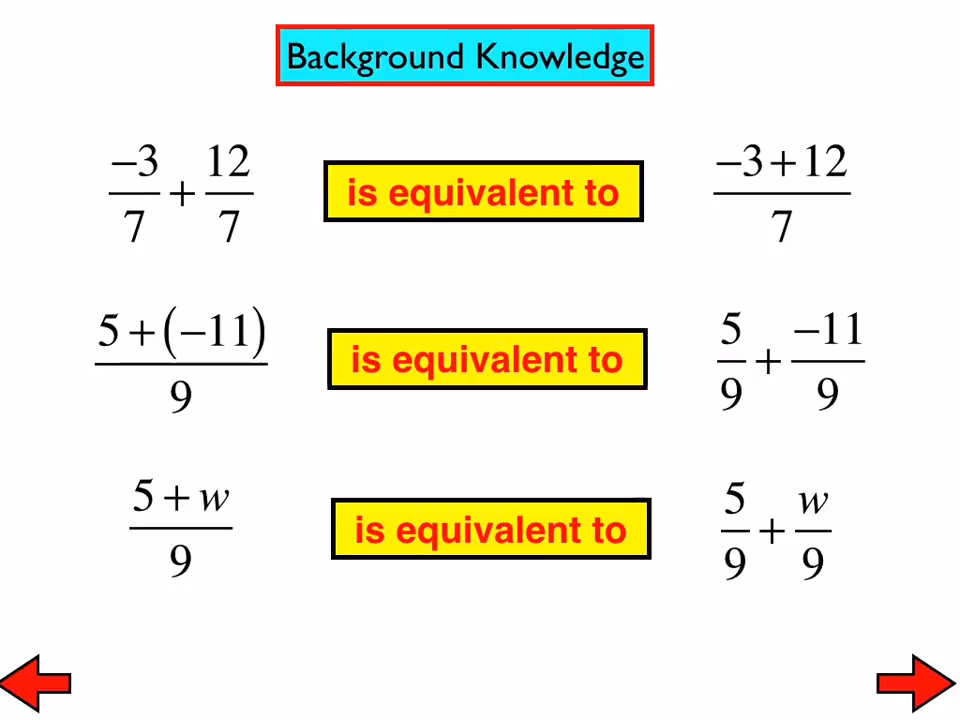 Background Knowledge
−3/7 + 12/7 is equivalent to (−3 + 12)/7
(5 + (−11))/9 is equivalent to 5/9 + −11/9
(5 + w)/9 is equivalent to 5/9 + w/9